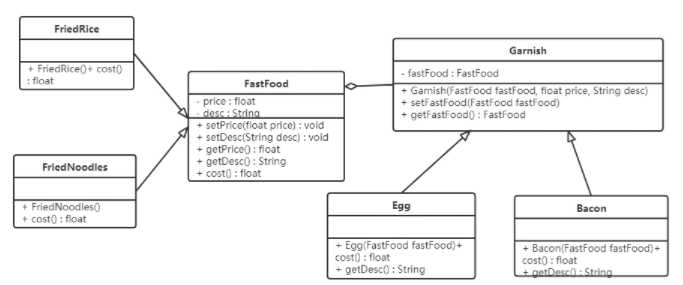 FriedRice
+ FriedRice()+ cost()
: float
FastFood
- price : float
- desc : String
+ setPrice(float price) : void
+ setDesc(String desc) : void
+ getPrice() : float
+ getDesc() : String
+ cost() : float
Garnish
- fastFood : FastFood
+ Garnish(FastFood fastFood, float price, String desc)
+ setFastFood(FastFood fastFood)
+ getFastFood() : FastFood
FriedNoodles
+ FriedNoodles()
+ cost() : float
Egg
+ Egg(FastFood fastFood)+
cost() : float
+ getDesc() : String
Bacon
+ Bacon(FastFood fastFood)+
cost() : float
+ getDesc() : String